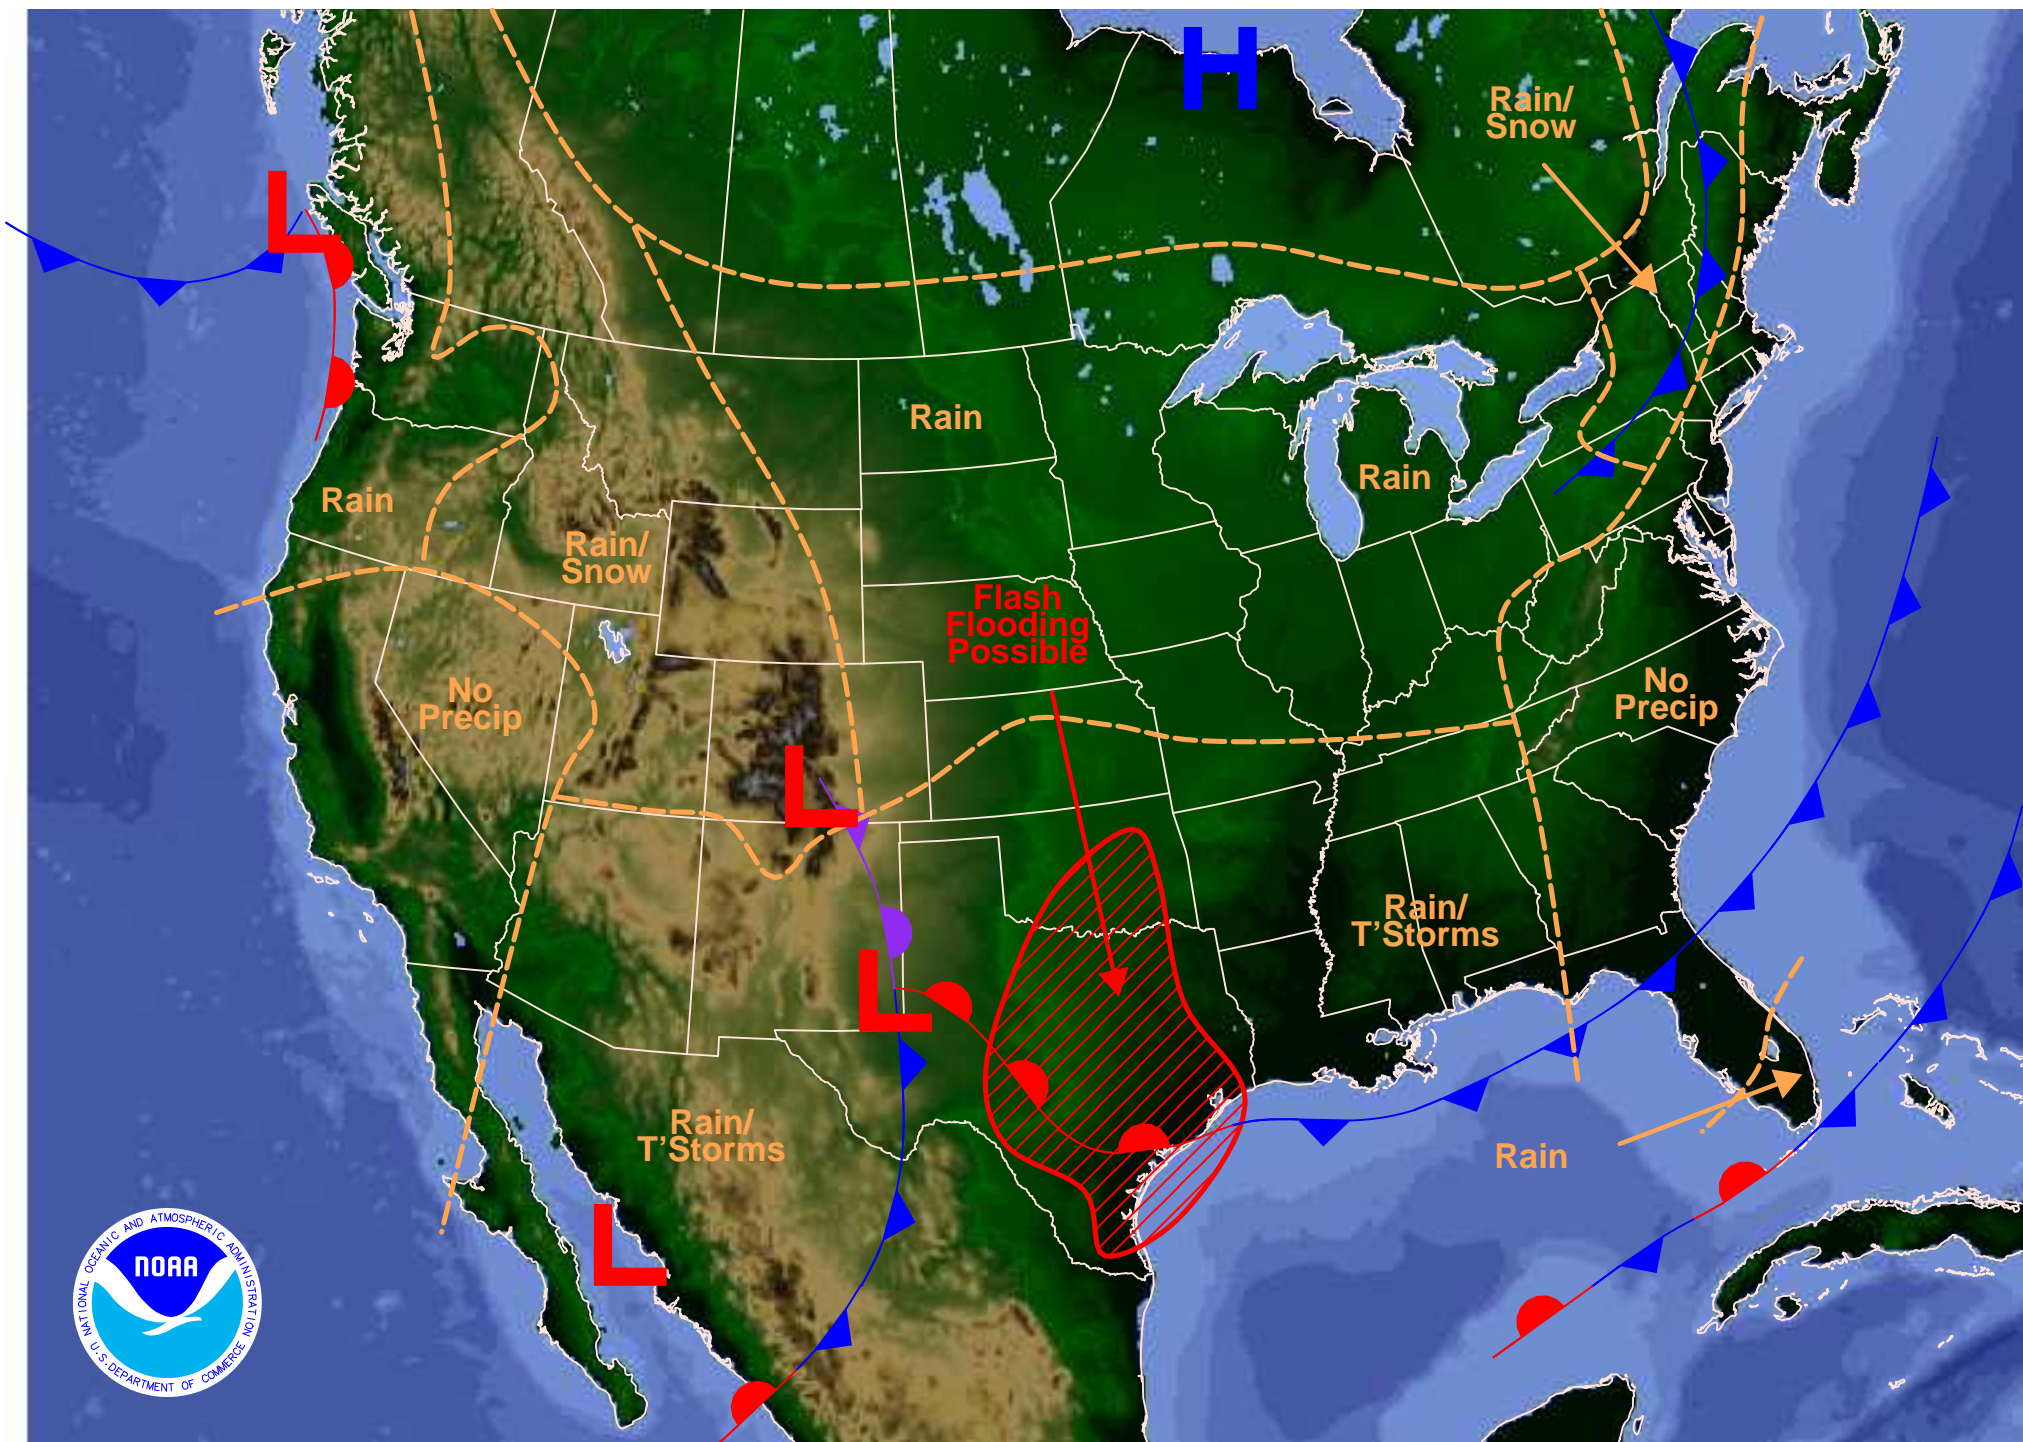 H
Rain/
Snow
L
Rain
Rain
Rain
Rain/
Snow
Flash
Flooding
Possible
No
Precip
No
Precip
L
Rain/
T'Storms
L
Rain/
T'Storms
Rain
L
NOAA
NATIONAL OCEANIC AND ATMOSPHERIC ADMINISTRATION
U.S. DEPARTMENT OF COMMERCE